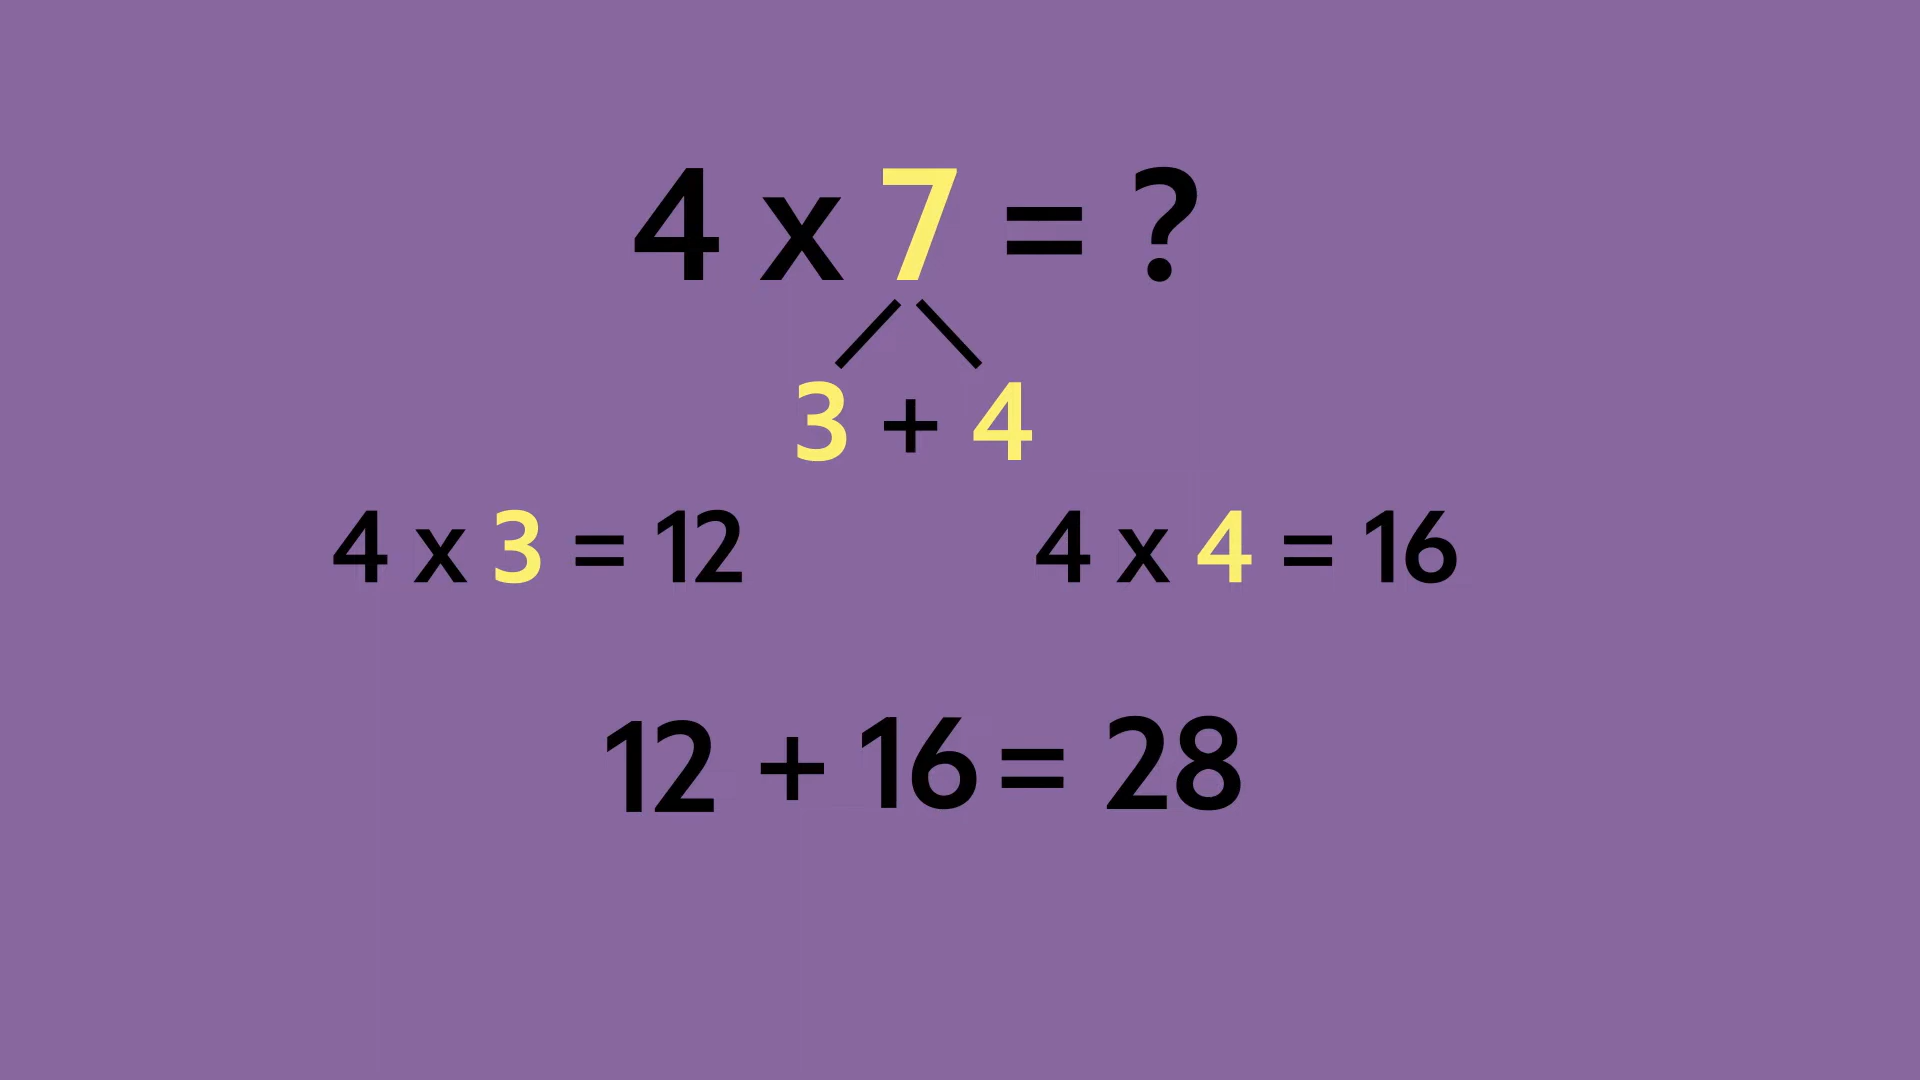 4 x 7 = ?
3 + 4
4 x 3 = 12
4 x 4 = 16
12 + 16 = 28